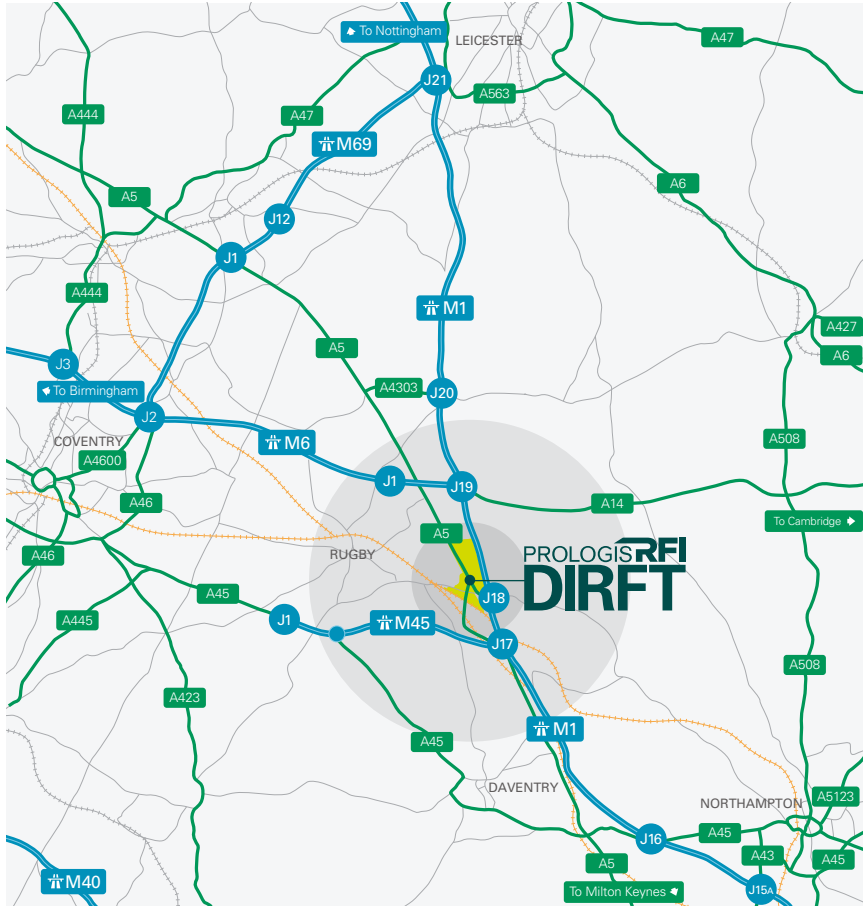 To Nottingham
LEICESTER
A47
J21
A444
A563
A47
M69
A6
A5
J12
J1
A444
M1
A427
A5
A6
J3
To Birmingham
A4303
J20
J2
A508
COVENTRY
M6
A4600
J1
J19
A46
A14
To Cambridge
A5
A46
RUGBY
PROLOGIS RFI
DIRFT
A45
J18
A445
J1
M45
J17
A508
A423
M1
A45
DAVENTRY
NORTHAMPTON
A5123
J16
A45
A43
A45
A5
M40
To Milton Keynes
J15A